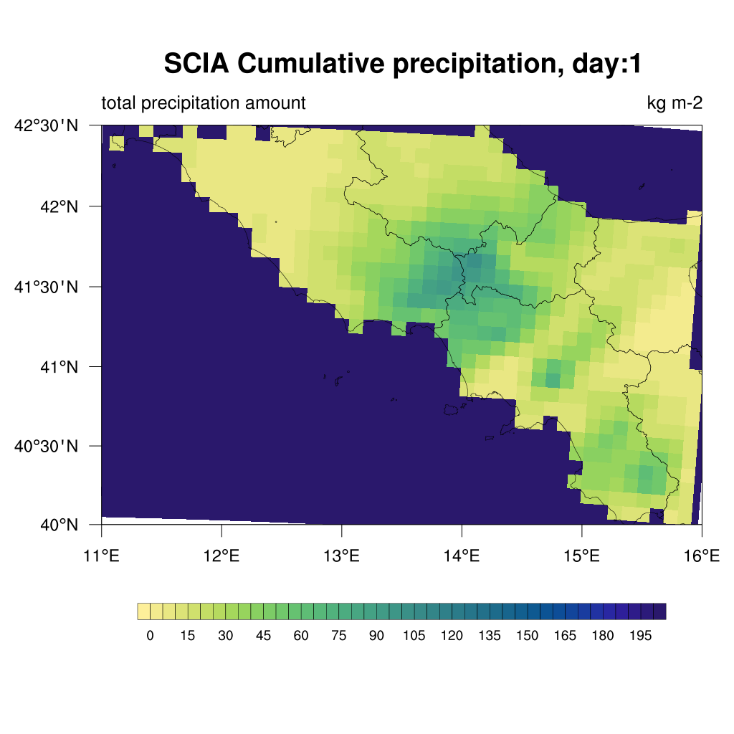 SCIA Cumulative precipitation, day:1
total precipitation amount kg m-2
42°30'N
42°N
41°30'N
41°N
40°30'N
40°N
11°E 12°E 13°E 14°E 15°E 16°E
0 15 30 45 60 75 90 105 120 135 150 165 180 195